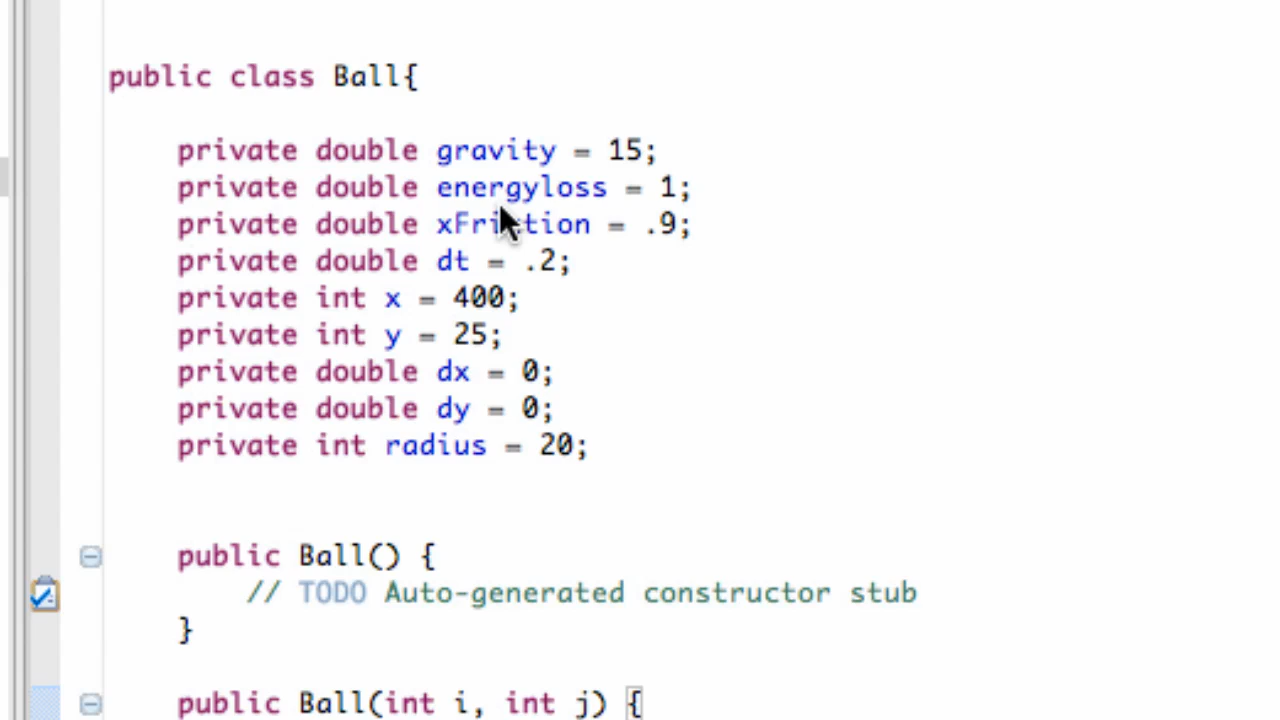 public class Ball{
private double gravity = 15;
private double energyloss = 1;
private double xFriction = .9;
private double dt = .2;
private int x = 400;
private int y = 25;
private double dx = 0;
private double dy = 0;
private int radius = 20;
public Ball() {
// TODO Auto-generated constructor stub
}
public Ball(int i, int j) {